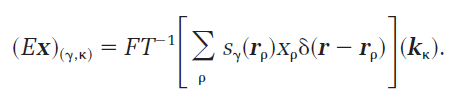 (Ex)_{(γ,κ)} = FT^{-1} [ ∑_ρ s_γ(r_ρ)x_ρδ(r − r_ρ) ] (k_κ).